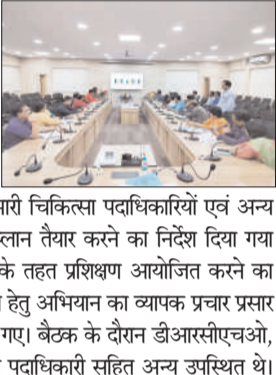 चिकित्सा पदाधिकारियों एवं अन्य
तैयार करने का निर्देश दिया गया
के तहत प्रशिक्षण आयोजित करने का
हेतु अभियान का व्यापक प्रचार प्रसार
गए। बैठक के दौरान डीआरसीएचओ,
पदाधिकारी सहित अन्य उपस्थित थे।